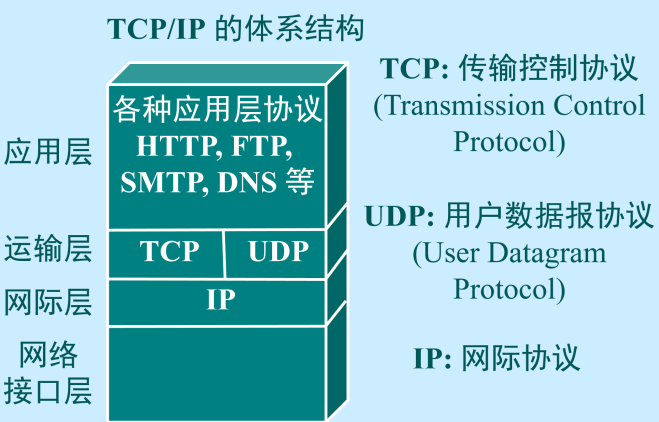 TCP/IP 的体系结构
各种应用层协议
HTTP, FTP,
SMTP, DNS 等
TCP
UDP
IP
应用层
运输层
网际层
网络
接口层
TCP: 传输控制协议
(Transmission Control
Protocol)
UDP: 用户数据报协议
(User Datagram
Protocol)
IP: 网际协议